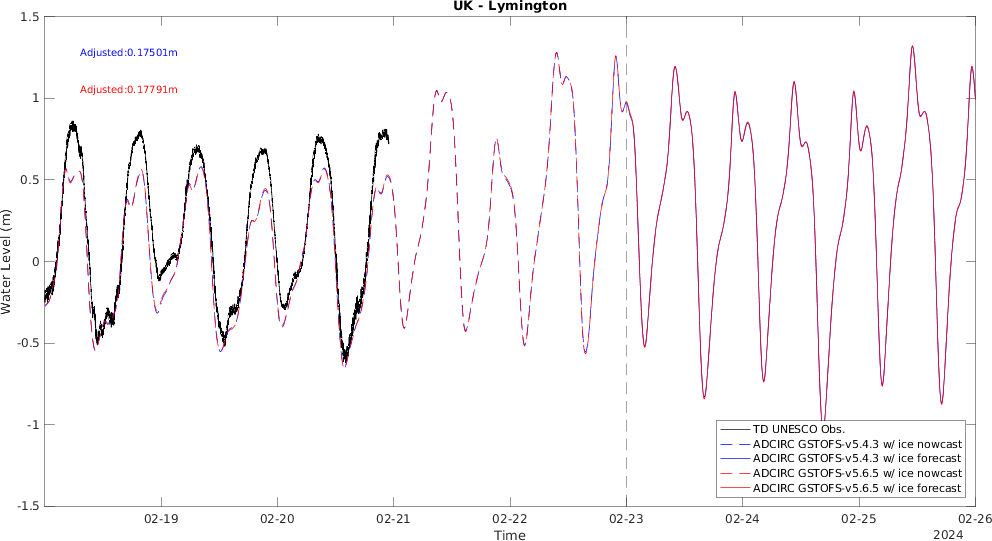 UK - Lymington
Adjusted:0.17501m
Adjusted:0.17791m
1.5
1
0.5
0
-0.5
-1
-1.5
Water Level (m)
02-19
02-20
02-21
02-22
02-23
02-24
02-25
02-26
Time
2024
TD UNESCO Obs.
ADCIRC GSTOFS-v5.4.3 w/ ice nowcast
ADCIRC GSTOFS-v5.4.3 w/ ice forecast
ADCIRC GSTOFS-v5.6.5 w/ ice nowcast
ADCIRC GSTOFS-v5.6.5 w/ ice forecast